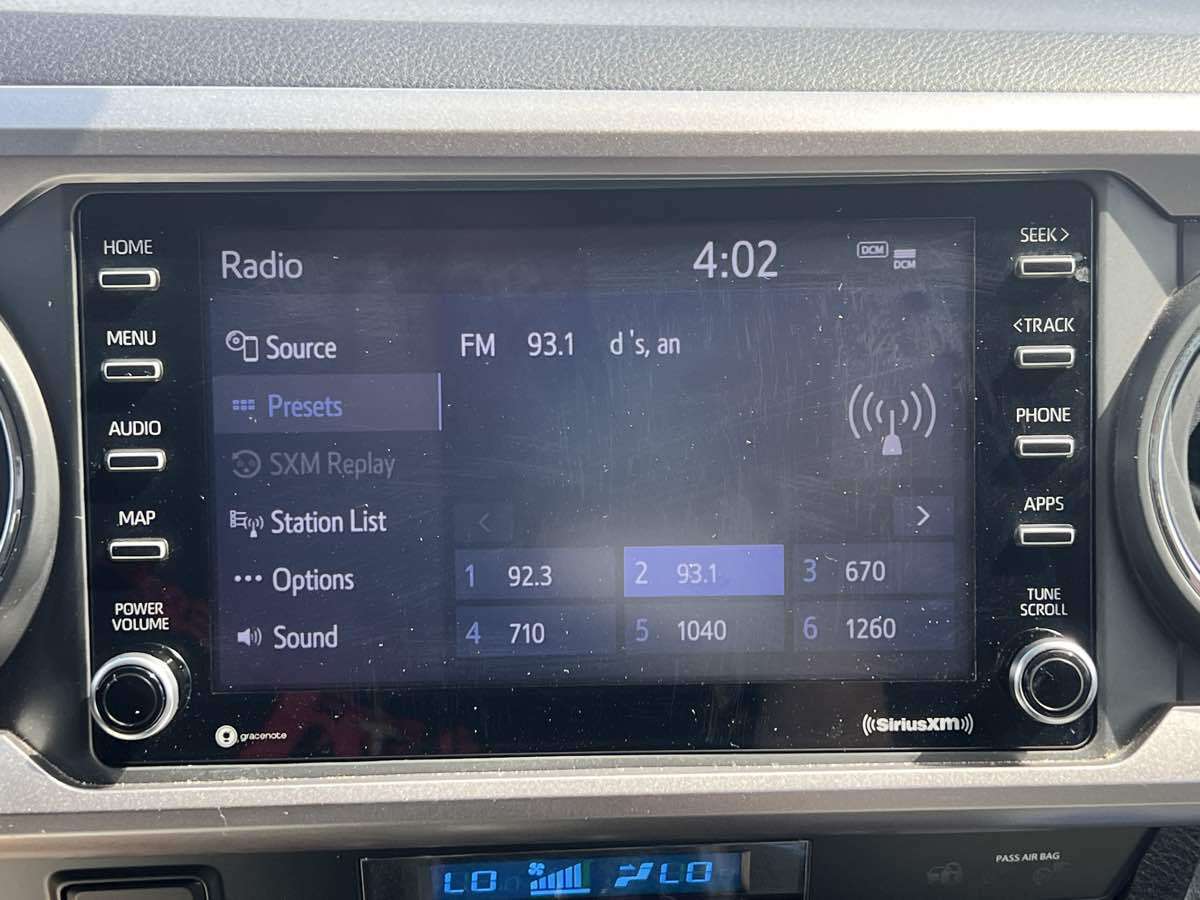 HOME
MENU
AUDIO
MAP
POWER
VOLUME
Radio
4:02
DCM
DCM
Source
Presets
SXM Replay
Station List
Options
Sound
FM 93.1 d 's, an
<
>
1 92.3
2 93.1
3 670
4 710
5 1040
6 1260
SEEK>
<TRACK
PHONE
APPS
TUNE
SCROLL
gracenote
((SiriusXM))
LO
LO
PASS AIR BAG